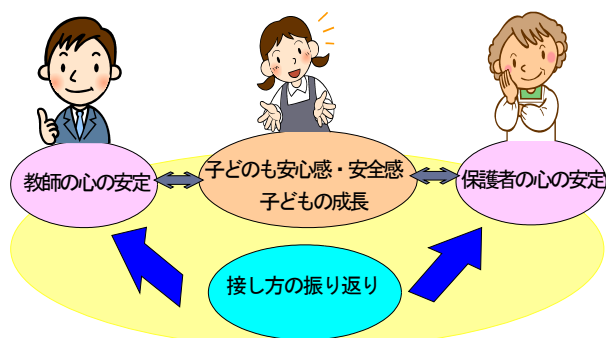 教師の心の安定
子どのも安心感・安全感
子どもの成長
保護者の心の安定
接し方の振り返り